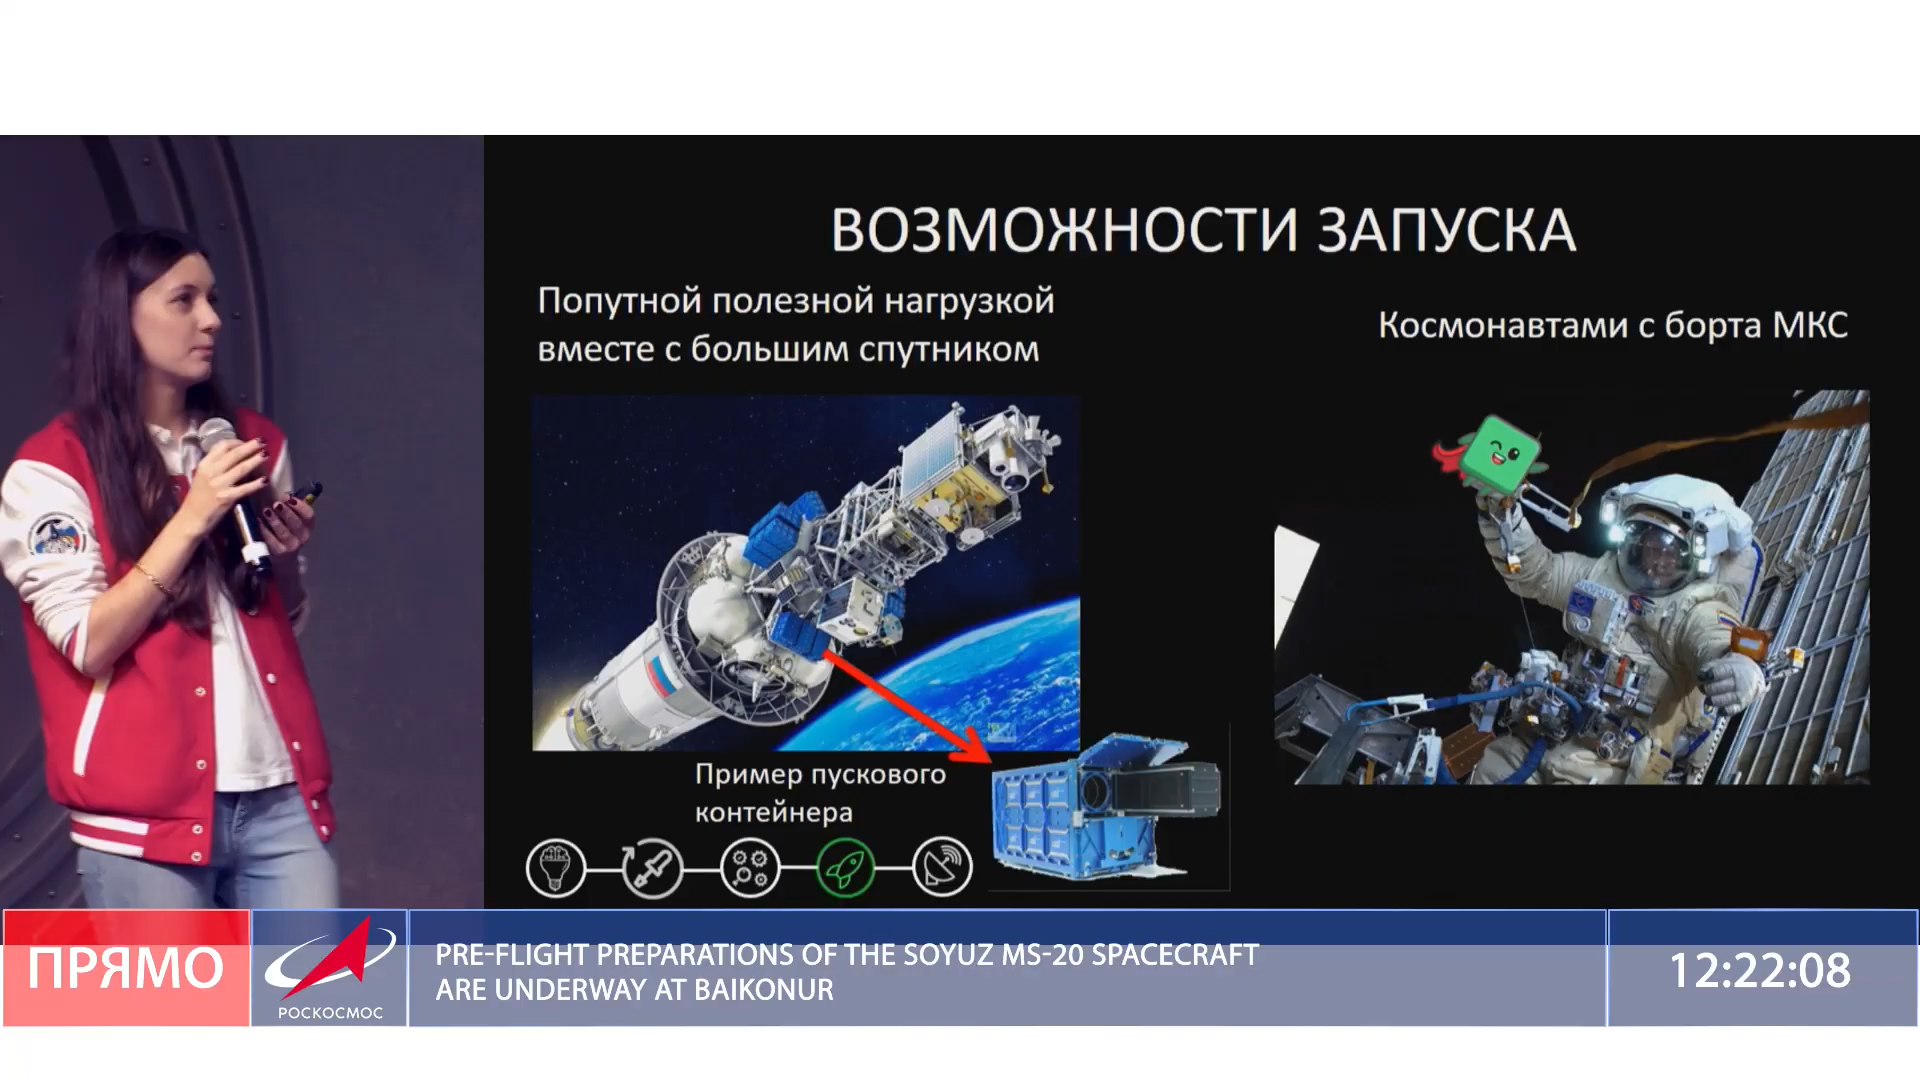 ВОЗМОЖНОСТИ ЗАПУСКА
Попутной полезной нагрузкой
вместе с большим спутником
Космонавтами с борта МКС
Пример пускового
контейнера
ПРЯМО
РОСКОСМОС
PRE-FLIGHT PREPARATIONS OF THE SOYUZ MS-20 SPACECRAFT
ARE UNDERWAY AT BAIKONUR
12:22:08